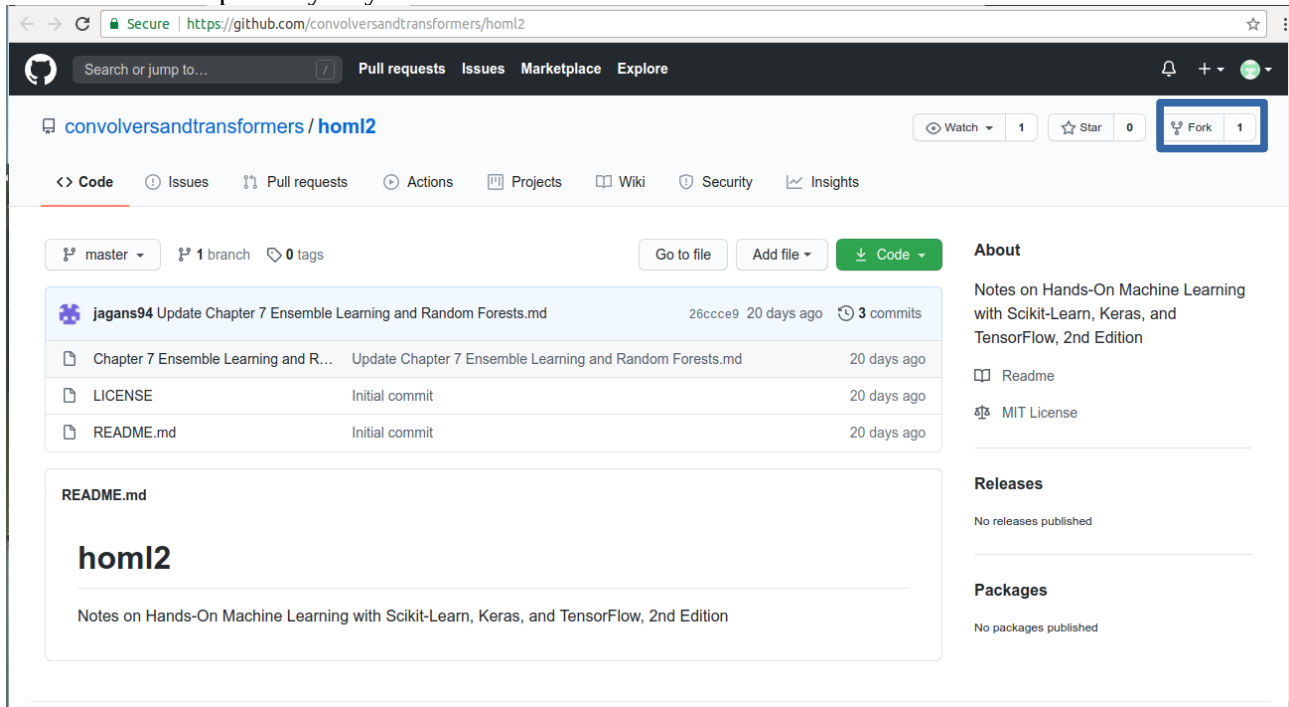 Secure | https://github.com/convolversandtransformers/homl2
Search or jump to... / Pull requests Issues Marketplace Explore
convolversandtransformers / homl2 Watch 1 Star 0 Fork 1
Code Issues Pull requests Actions Projects Wiki Security Insights
master 1 branch 0 tags Go to file Add file Code
jagans94 Update Chapter 7 Ensemble Learning and Random Forests.md 26ccce9 20 days ago 3 commits
Chapter 7 Ensemble Learning and R... Update Chapter 7 Ensemble Learning and Random Forests.md 20 days ago
LICENSE Initial commit 20 days ago
README.md Initial commit 20 days ago
README.md
homl2
Notes on Hands-On Machine Learning with Scikit-Learn, Keras, and TensorFlow, 2nd Edition
About
Notes on Hands-On Machine Learning
with Scikit-Learn, Keras, and
TensorFlow, 2nd Edition
Readme
MIT License
Releases
No releases published
Packages
No packages published